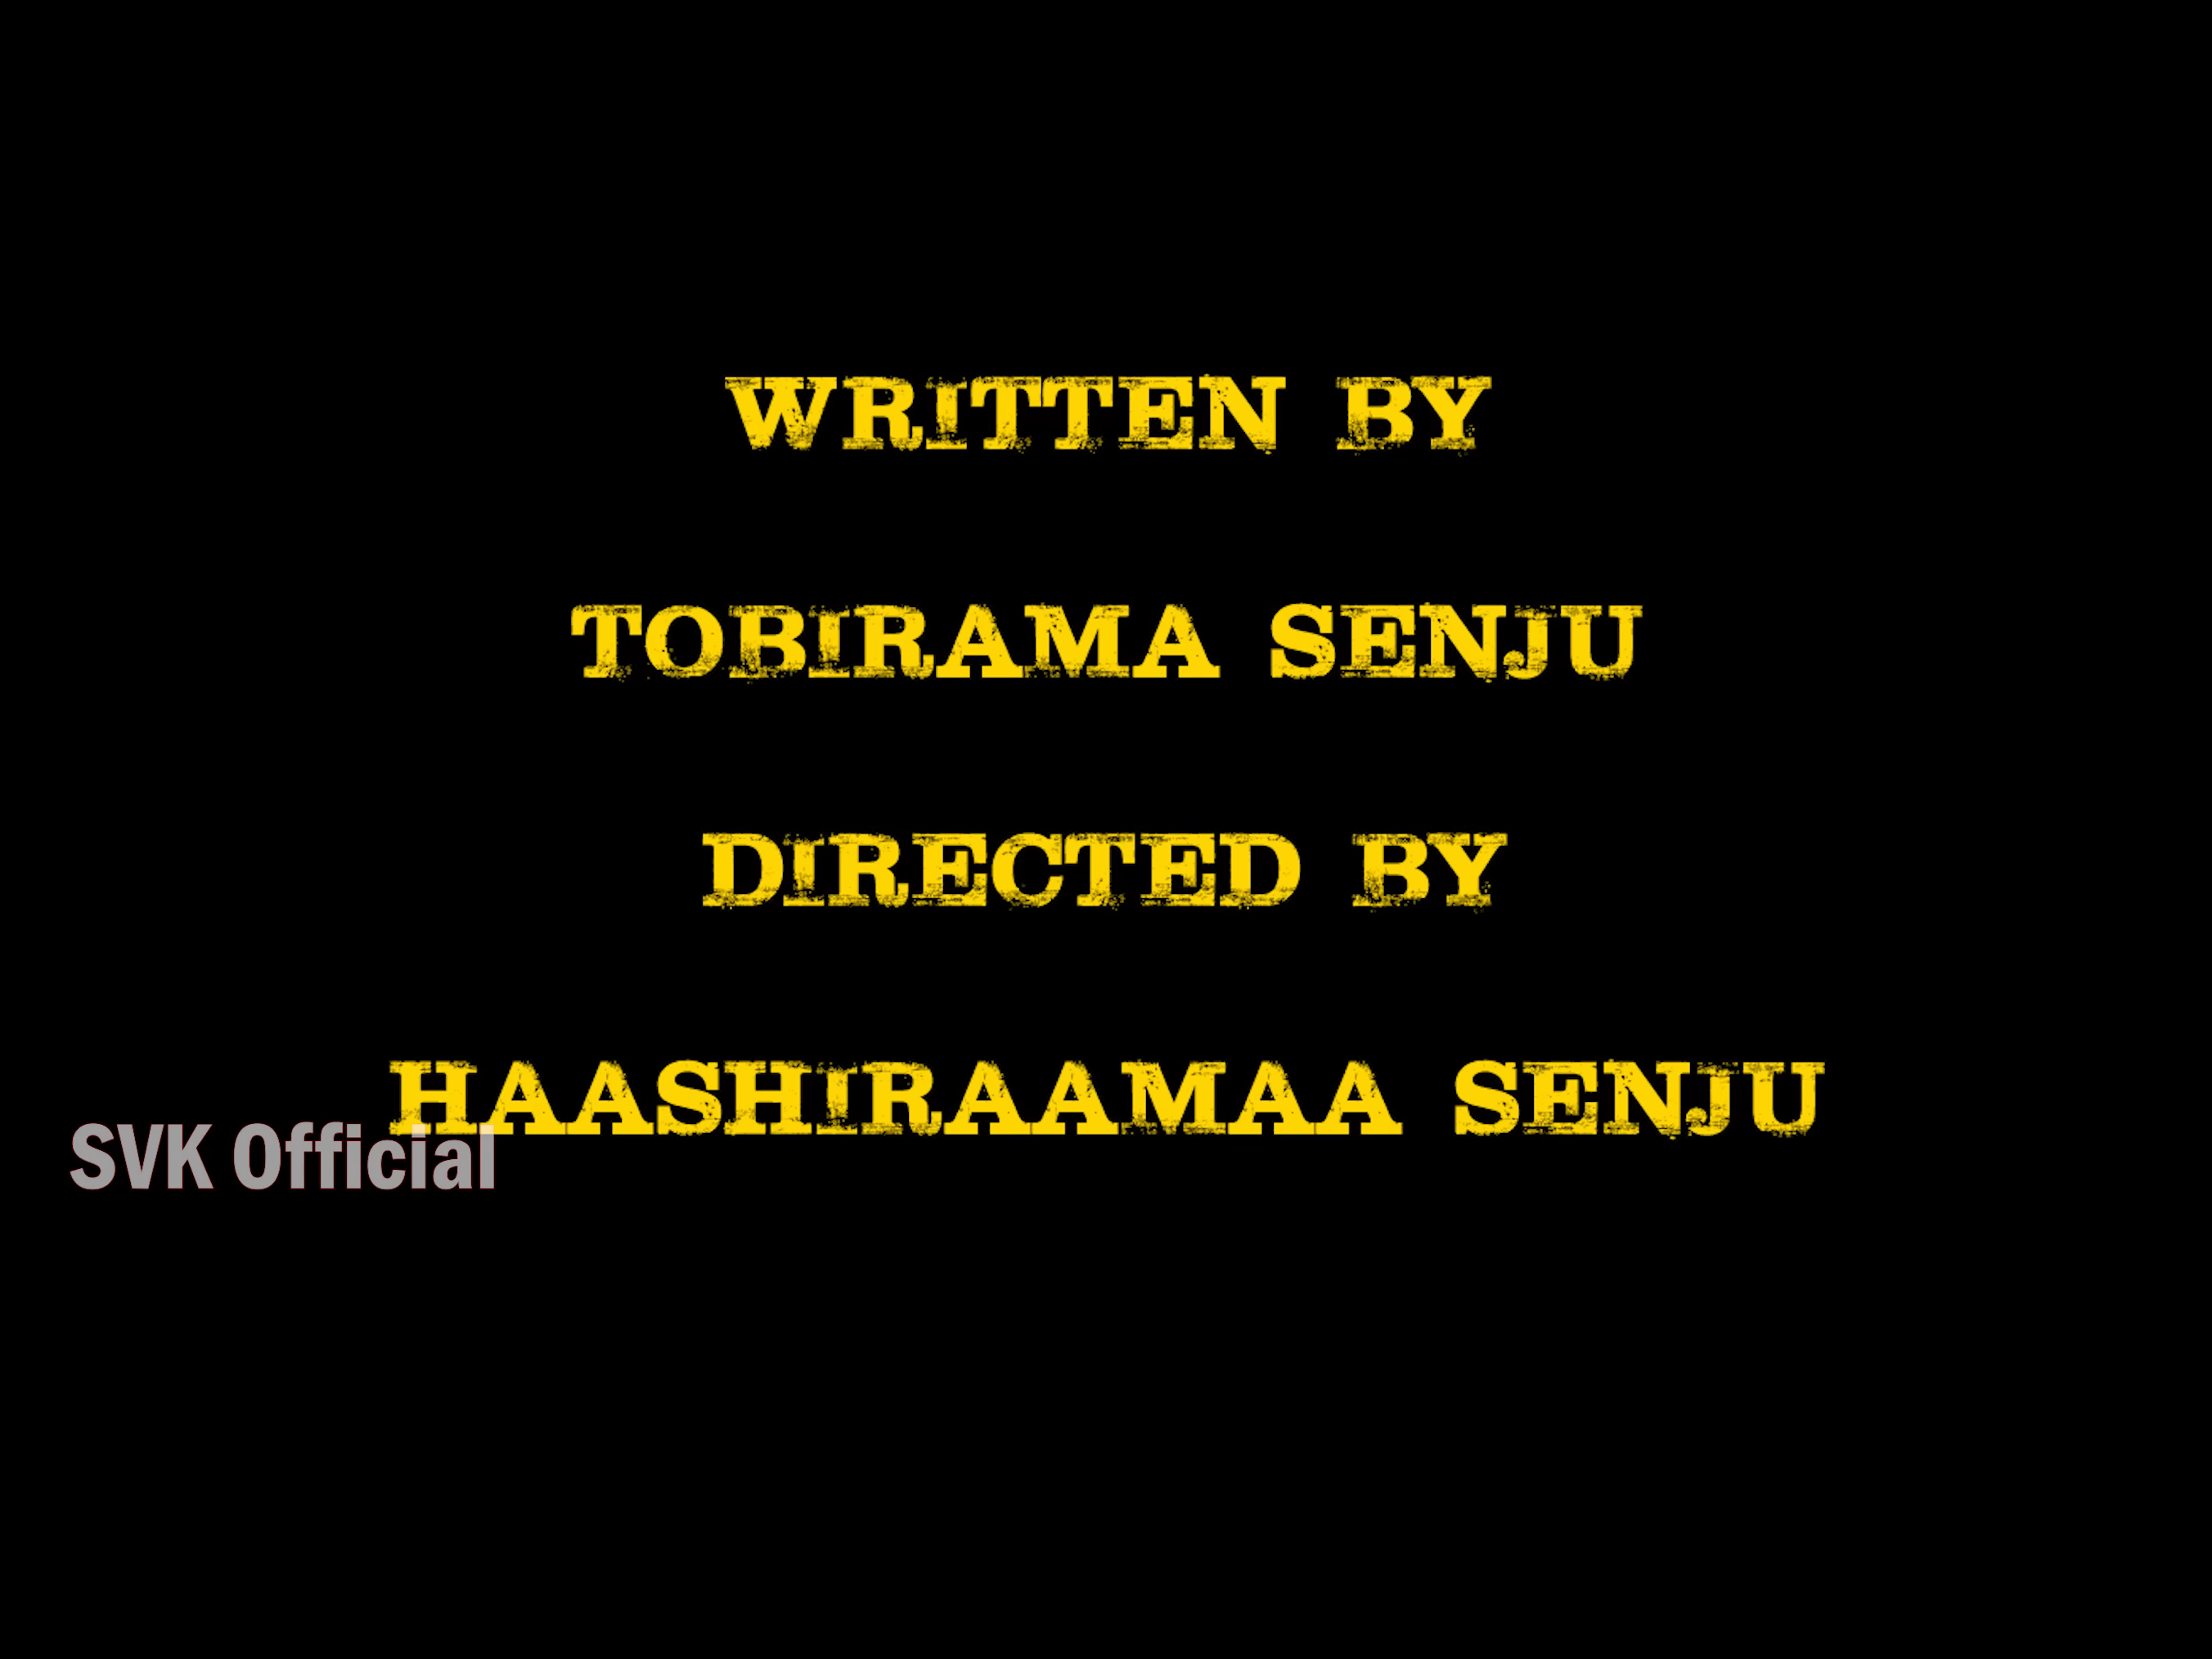 WRITTEN BY
TOBIRAMA SENJU
DIRECTED BY
HAASHIRAAMAA SENJU
SVK Official